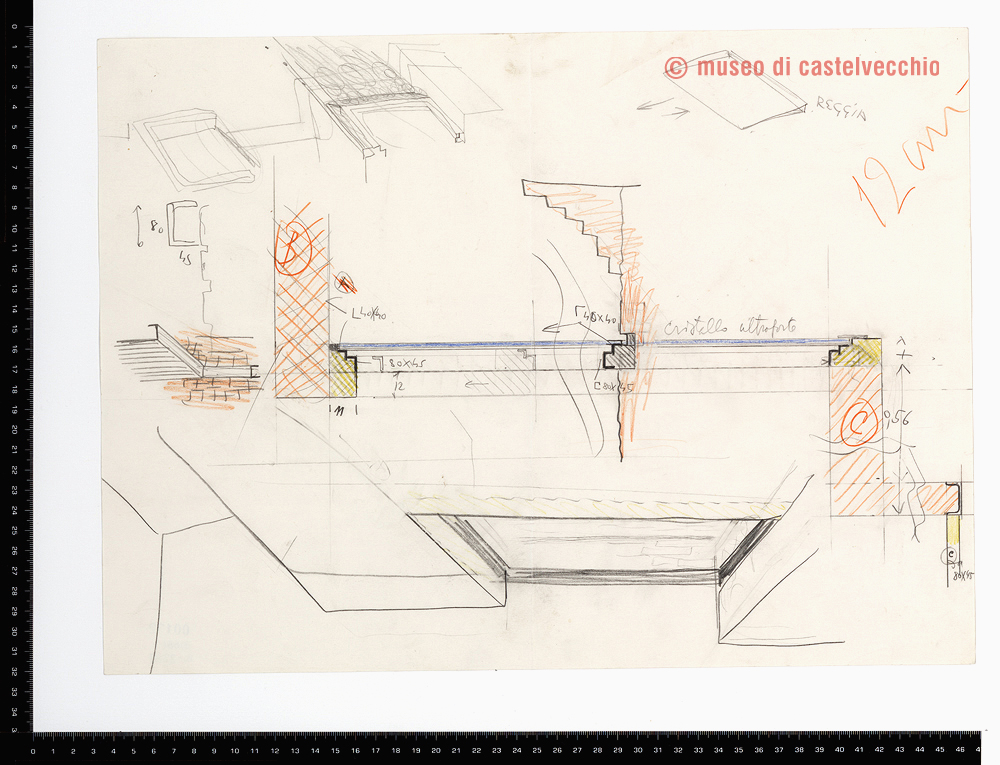 © museo di castelvecchio
REGGIA
12 cm
80
45
B
A
L 40x40
40x40
cristallo ultraforte
80x45
12
11
80x45
C
0,56
C
80x45
0 1 2 3 4 5 6 7 8 9 10 11 12 13 14 15 16 17 18 19 20 21 22 23 24 25 26 27 28 29 30 31 32 33 3
0 1 2 3 4 5 6 7 8 9 10 11 12 13 14 15 16 17 18 19 20 21 22 23 24 25 26 27 28 29 30 31 32 33 34 35 36 37 38 39 40 41 42 43 44 45 46 4